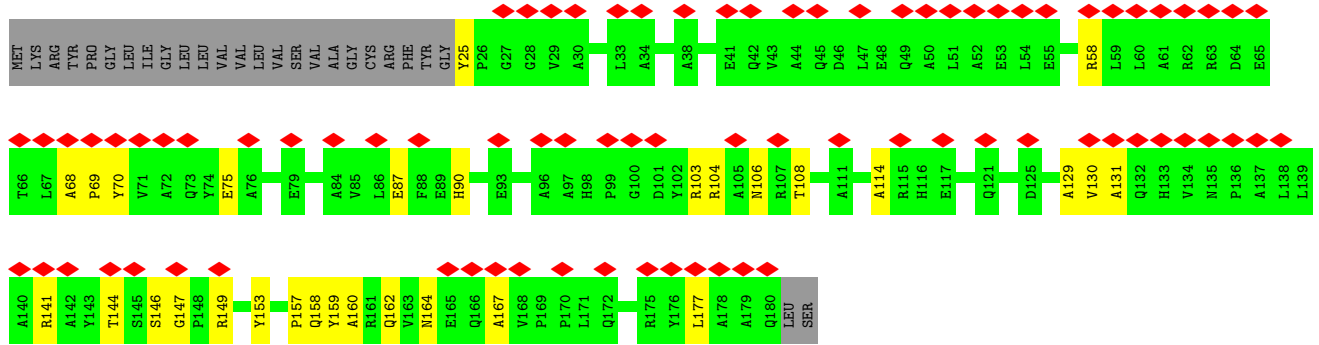 MET LYS ARG TYR PRO GLY LEU ILE GLY LEU LEU VAL VAL LEU VAL SER VAL ALA GLY CYS ARG PHE TYR GLY Y25 P26 G27 G28 V29 A30 L33 A34 A38 E41 Q42 V43 A44 Q45 D46 L47 E48 Q49 A50 L51 A52 E53 L54 E55 R58 L59 L60 A61 R62 R63 D64 E65
T66 L67 A68 P69 Y70 V71 A72 Q73 Y74 E75 A76 E79 A84 V85 L86 E87 F88 E89 H90 E93 A96 A97 H98 P99 G100 D101 Y102 R103 R104 A105 N106 R107 T108 A111 A114 R115 H116 E117 Q121 D125 A129 V130 A131 Q132 H133 V134 N135 P136 A137 L138 L139
A140 R141 A142 Y143 T144 S145 S146 G147 P148 R149 Y153 P157 Q158 Y159 A160 R161 Q162 V163 N164 E165 Q166 A167 V168 P169 P170 L171 Q172 R175 Y176 L177 A178 A179 Q180 LEU SER